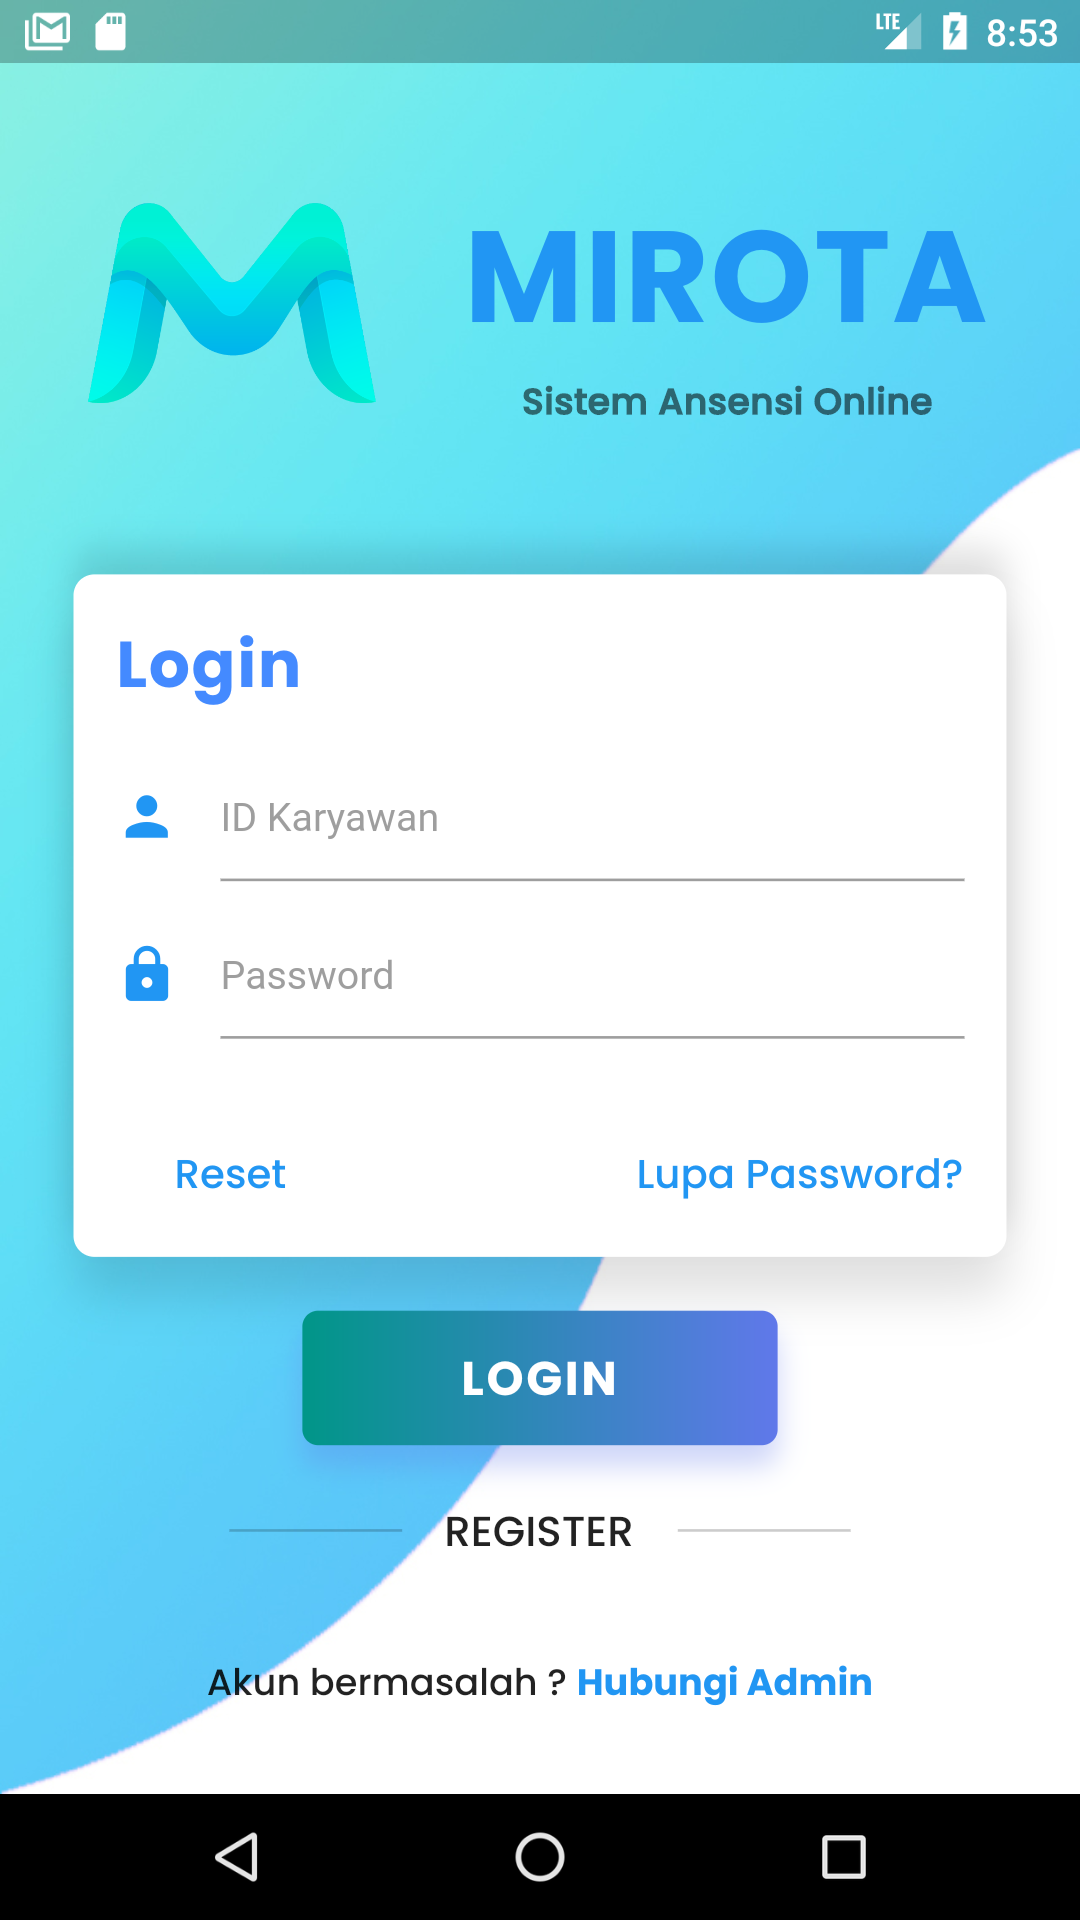 LTE 8:53
MIROTA
Sistem Ansensi Online
Login
ID Karyawan
Password
Reset Lupa Password?
LOGIN
REGISTER
Akun bermasalah ? Hubungi Admin